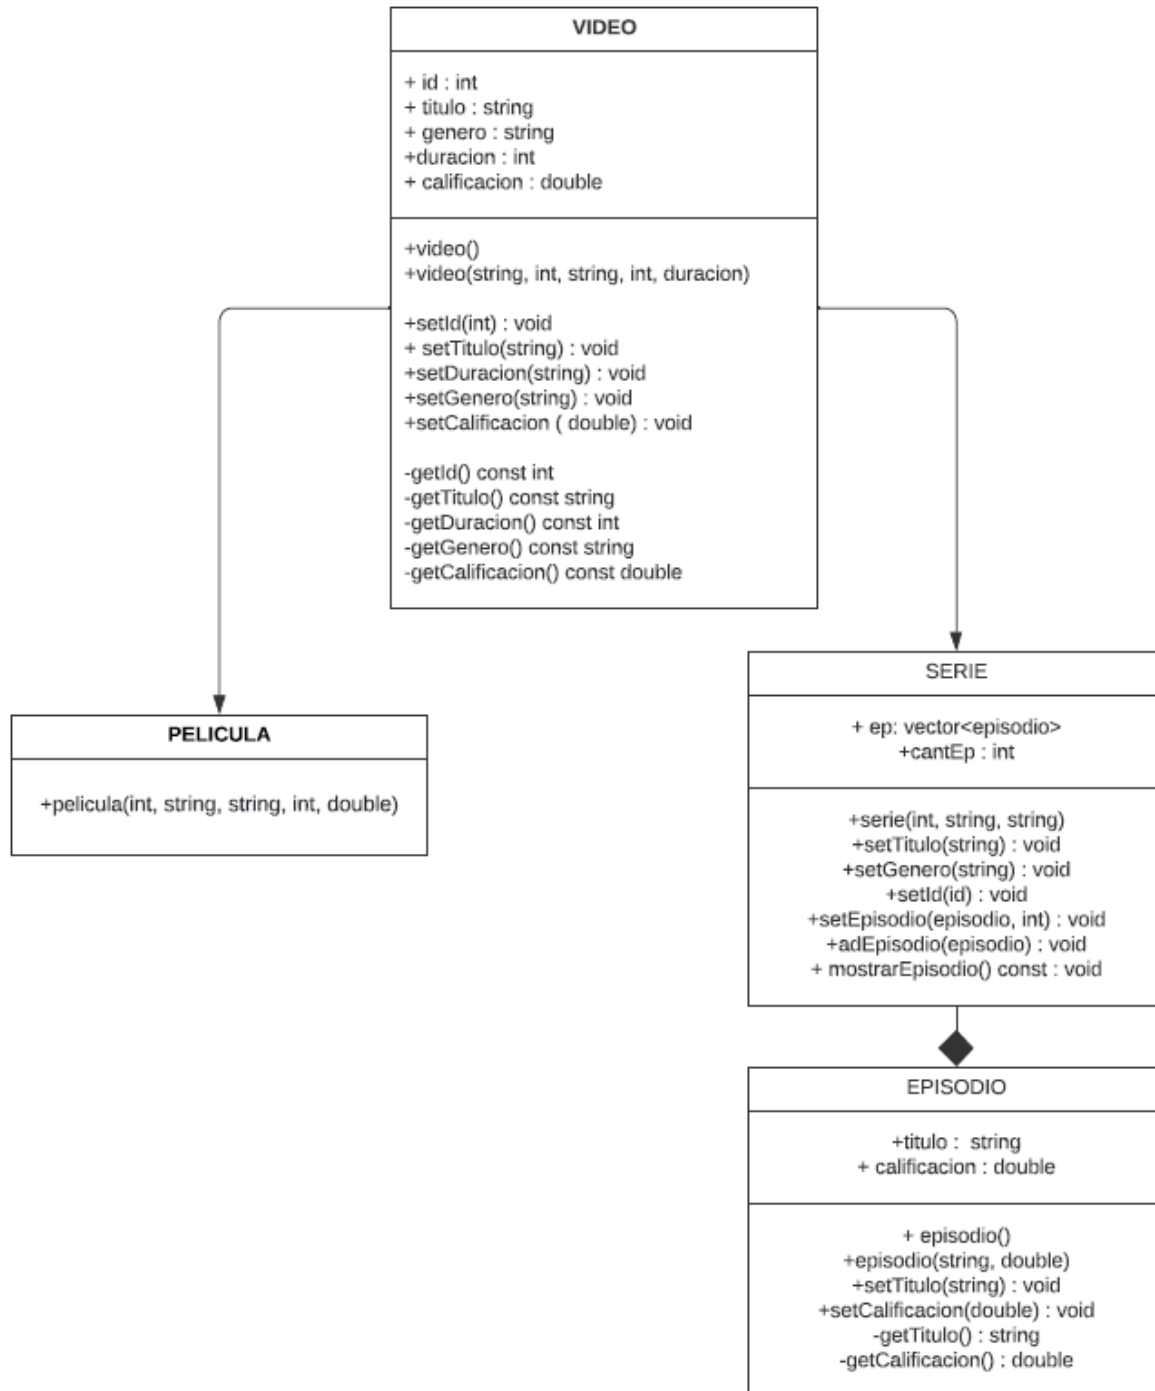 VIDEO
+ id : int
+ titulo : string
+ genero : string
+duracion : int
+ calificacion : double
+video()
+video(string, int, string, int, duracion)
+setId(int) : void
+ setTitulo(string) : void
+setDuracion(string) : void
+setGenero(string) : void
+setCalificacion ( double) : void
-getId() const int
-getTitulo() const string
-getDuracion() const int
-getGenero() const string
-getCalificacion() const double
PELICULA
+pelicula(int, string, string, int, double)
SERIE
+ ep: vector<episodio>
+cantEp : int
+serie(int, string, string)
+setTitulo(string) : void
+setGenero(string) : void
+setId(id) : void
+setEpisodio(episodio, int) : void
+adEpisodio(episodio) : void
+ mostrarEpisodio() const : void
EPISODIO
+titulo : string
+ calificacion : double
+ episodio()
+episodio(string, double)
+setTitulo(string) : void
+setCalificacion(double) : void
-getTitulo() : string
-getCalificacion() : double